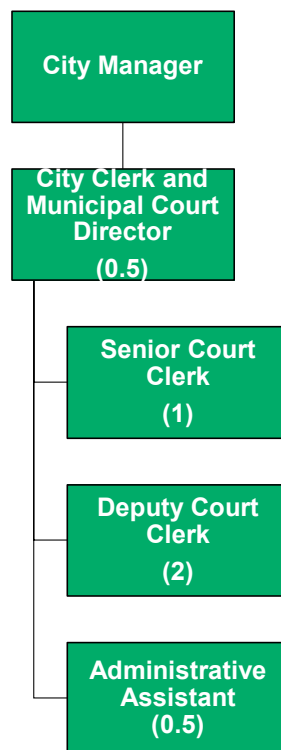 City Manager
City Clerk and
Municipal Court
Director
(0.5)
Senior Court
Clerk
(1)
Deputy Court
Clerk
(2)
Administrative
Assistant
(0.5)